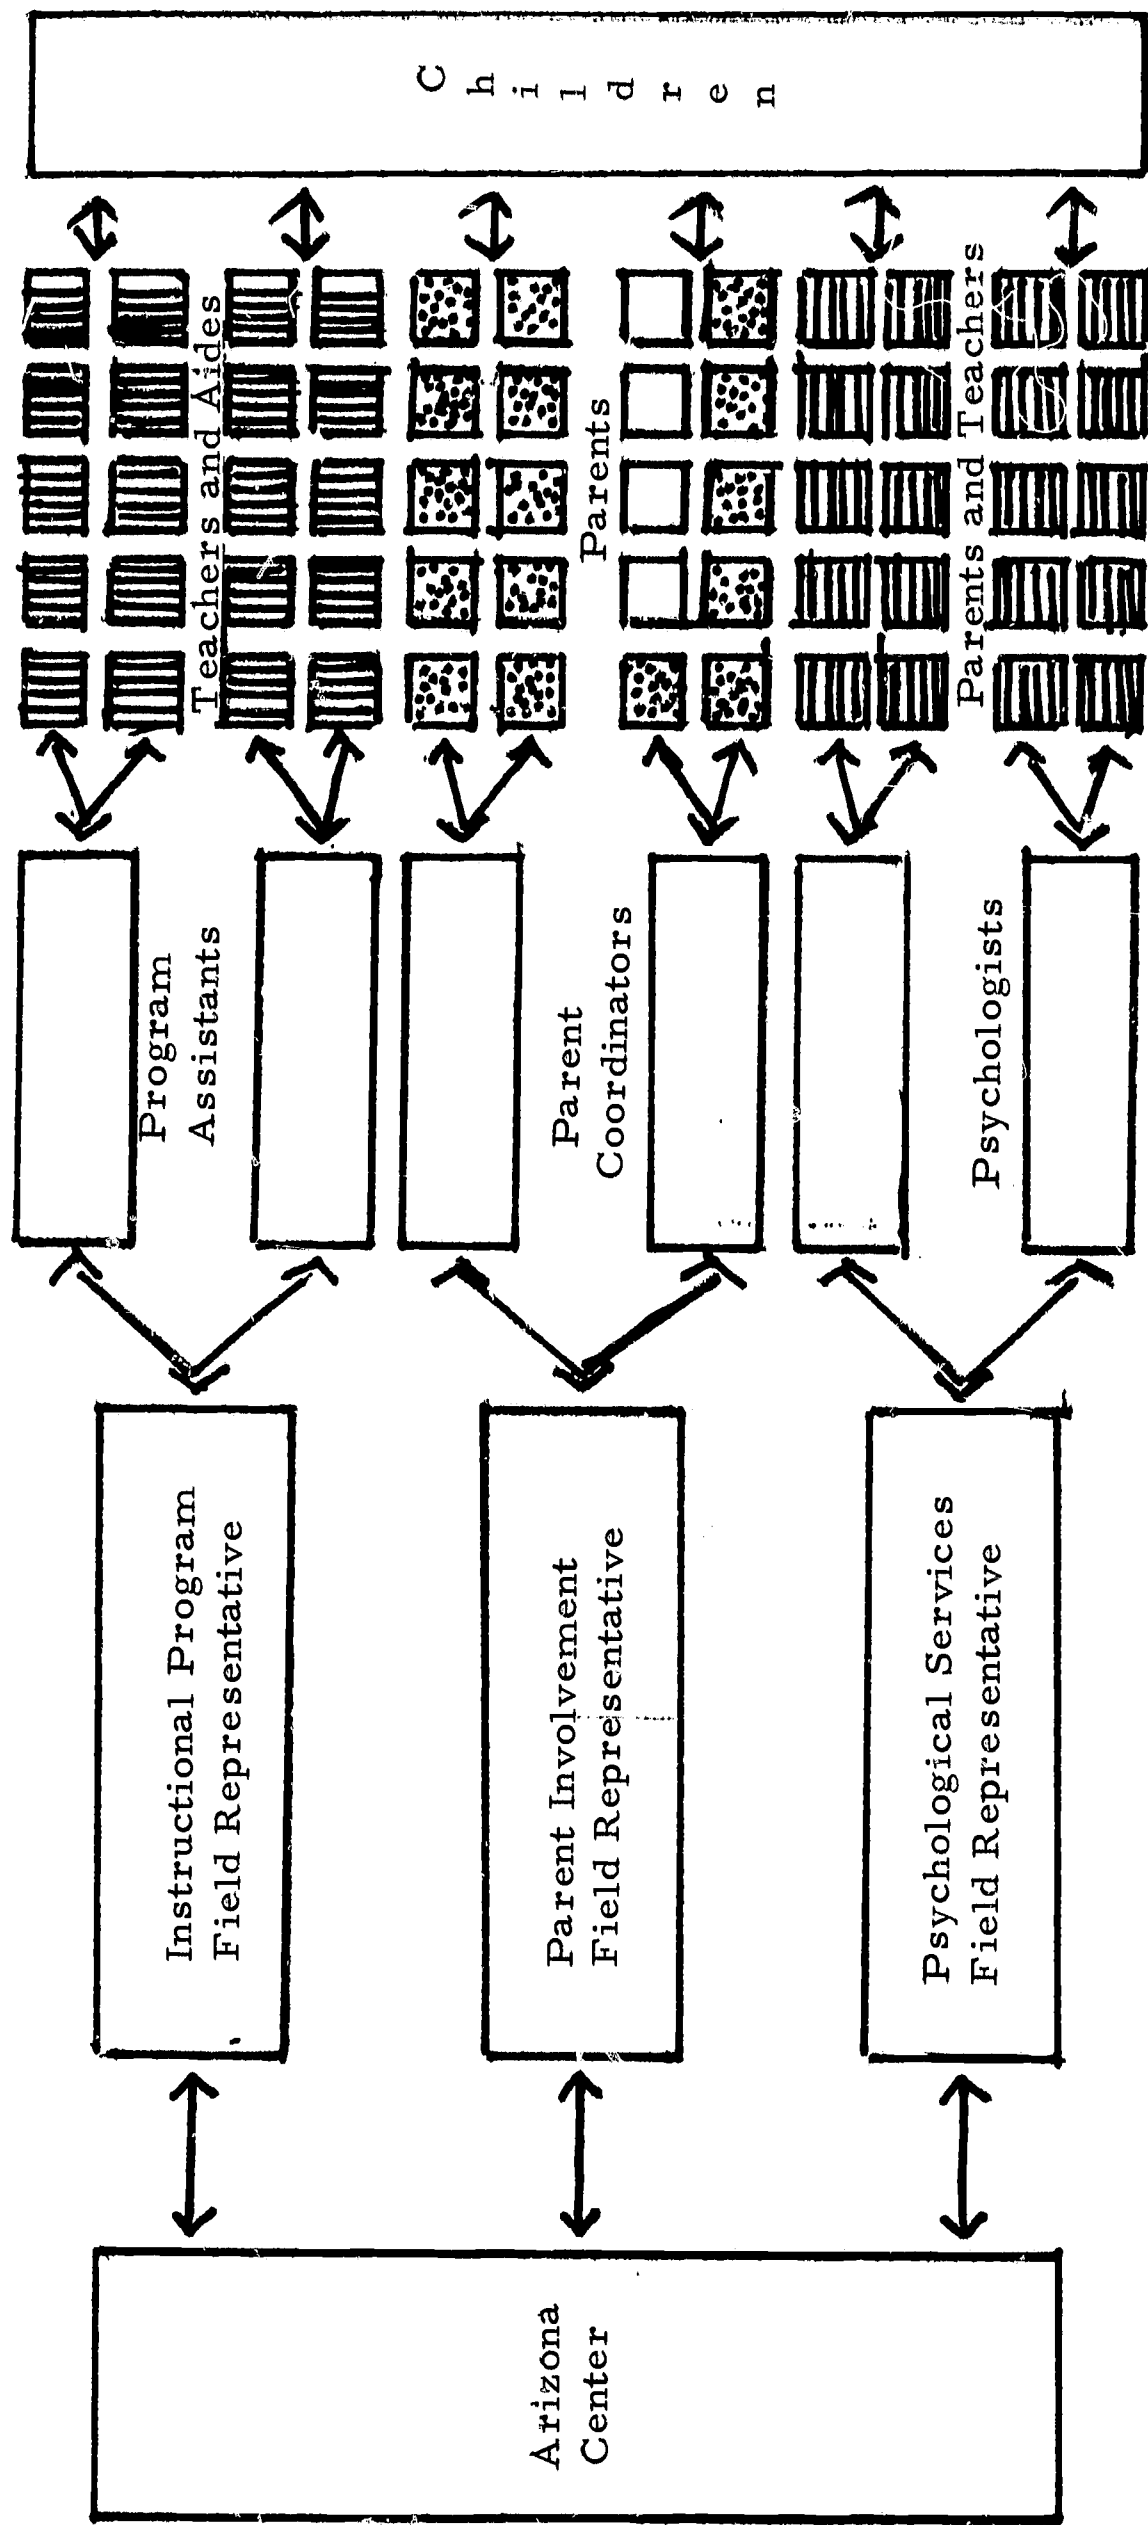 Arizona
Center
Instructional Program
Field Representative
Parent Involvement
Field Representative
Psychological Services
Field Representative
Program
Assistants
Parent
Coordinators
Psychologists
Teachers and Aides
Parents
Parents and Teachers
Children